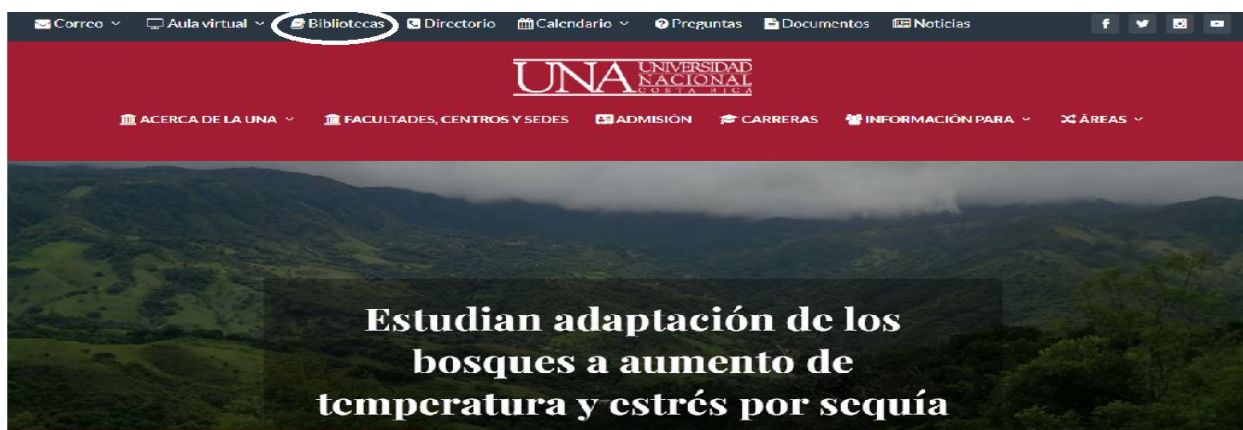 Correo Aula virtual Bibliotecas Directorio Calendario Preguntas Documentos Noticias
UNA UNIVERSIDAD
NACIONAL
COSTA RICA
ACERCA DE LA UNA FACULTADES, CENTROS Y SEDES ADMISIÓN CARRERAS INFORMACIÓN PARA ÁREAS
Estudian adaptación de los
bosques a aumento de
temperatura y estrés por sequía